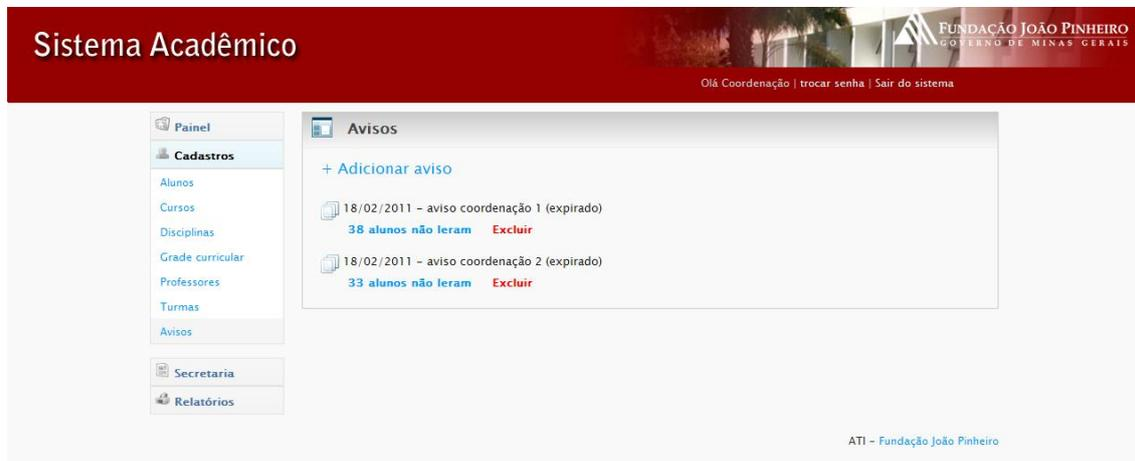 Sistema Acadêmico
FUNDAÇÃO JOÃO PINHEIRO
GOVERNO DE MINAS GERAIS
Olá Coordenação | trocar senha | Sair do sistema
Painel
Cadastros
Alunos
Cursos
Disciplinas
Grade curricular
Professores
Turmas
Avisos
Secretaria
Relatórios
Avisos
+ Adicionar aviso
18/02/2011 - aviso coordenação 1 (expirado)
38 alunos não leram Excluir
18/02/2011 - aviso coordenação 2 (expirado)
33 alunos não leram Excluir
ATI - Fundação João Pinheiro